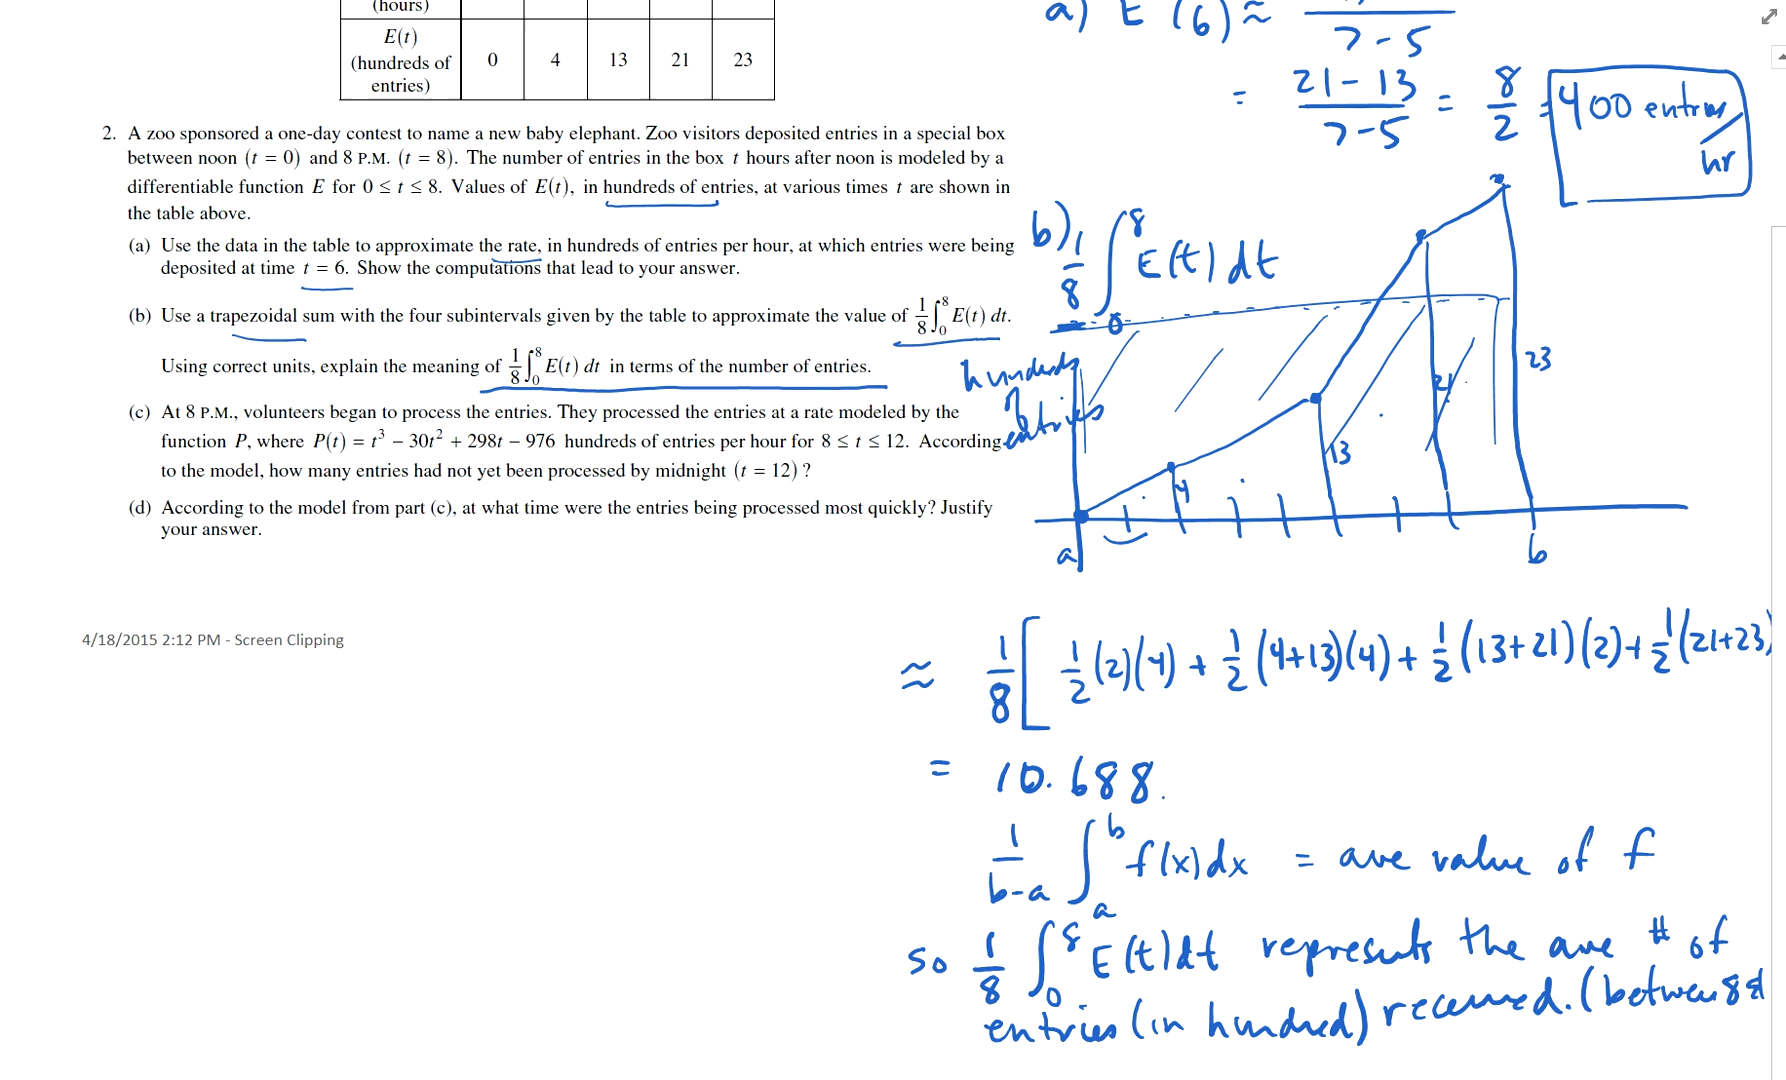 (hours)
E(t)
(hundreds of
entries)
0 4 13 21 23
2. A zoo sponsored a one-day contest to name a new baby elephant. Zoo visitors deposited entries in a special box
between noon (t = 0) and 8 P.M. (t = 8). The number of entries in the box t hours after noon is modeled by a
differentiable function E for 0 ≤ t ≤ 8. Values of E(t), in hundreds of entries, at various times t are shown in
the table above.
(a) Use the data in the table to approximate the rate, in hundreds of entries per hour, at which entries were being
deposited at time t = 6. Show the computations that lead to your answer.
(b) Use a trapezoidal sum with the four subintervals given by the table to approximate the value of 1/8 ∫₀⁸ E(t) dt.
Using correct units, explain the meaning of 1/8 ∫₀⁸ E(t) dt in terms of the number of entries.
(c) At 8 P.M., volunteers began to process the entries. They processed the entries at a rate modeled by the
function P, where P(t) = t³ − 30t² + 298t − 976 hundreds of entries per hour for 8 ≤ t ≤ 12. According
to the model, how many entries had not yet been processed by midnight (t = 12) ?
(d) According to the model from part (c), at what time were the entries being processed most quickly? Justify
your answer.
4/18/2015 2:12 PM - Screen Clipping
a) E (6) ≈ 7-5
= 21-13 / 7-5 = 8/2 = 400 entries/hr
b) 1/8 ∫₀⁸ E(t) dt
hundreds
of
entries
4 13 21 23
a b
≈ 1/8 [ 1/2 (2)(4) + 1/2 (4+13)(4) + 1/2 (13+21)(2) + 1/2 (21+23)
= 10.688.
1/b-a ∫ₐᵇ f(x)dx = ave value of f
So 1/8 ∫₀⁸ E(t)dt represents the ave # of
entries (in hundred) received. (between 8